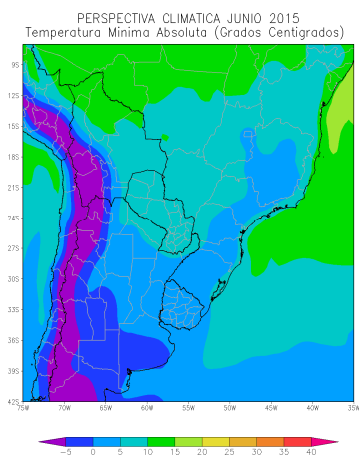 PERSPECTIVA CLIMATICA JUNIO 2015
Temperatura Minima Absoluta (Grados Centigrados)
9S
12S
15S
18S
21S
24S
27S
30S
33S
36S
39S
42S
75W 70W 65W 60W 55W 50W 45W 40W 35W
-5 0 5 10 15 20 25 30 35 40